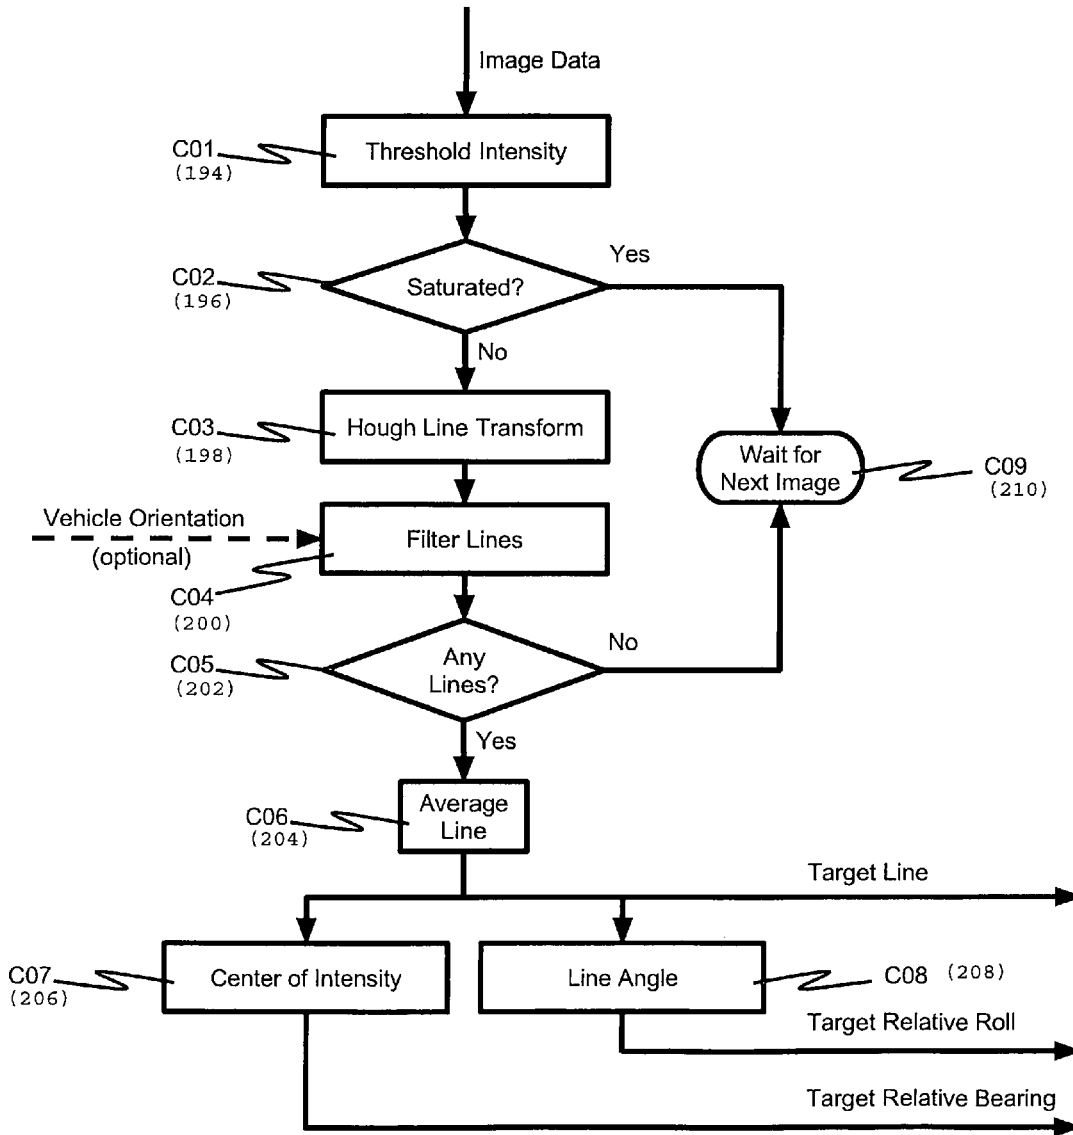 Image Data
C01
(194)
Threshold Intensity
Yes
C02
(196)
Saturated?
No
C03
(198)
Hough Line Transform
Wait for
Next Image
C09
(210)
Vehicle Orientation
(optional)
Filter Lines
C04
(200)
No
C05
(202)
Any
Lines?
Yes
C06
(204)
Average
Line
Target Line
C07
(206)
Center of Intensity
Line Angle
C08 (208)
Target Relative Roll
Target Relative Bearing